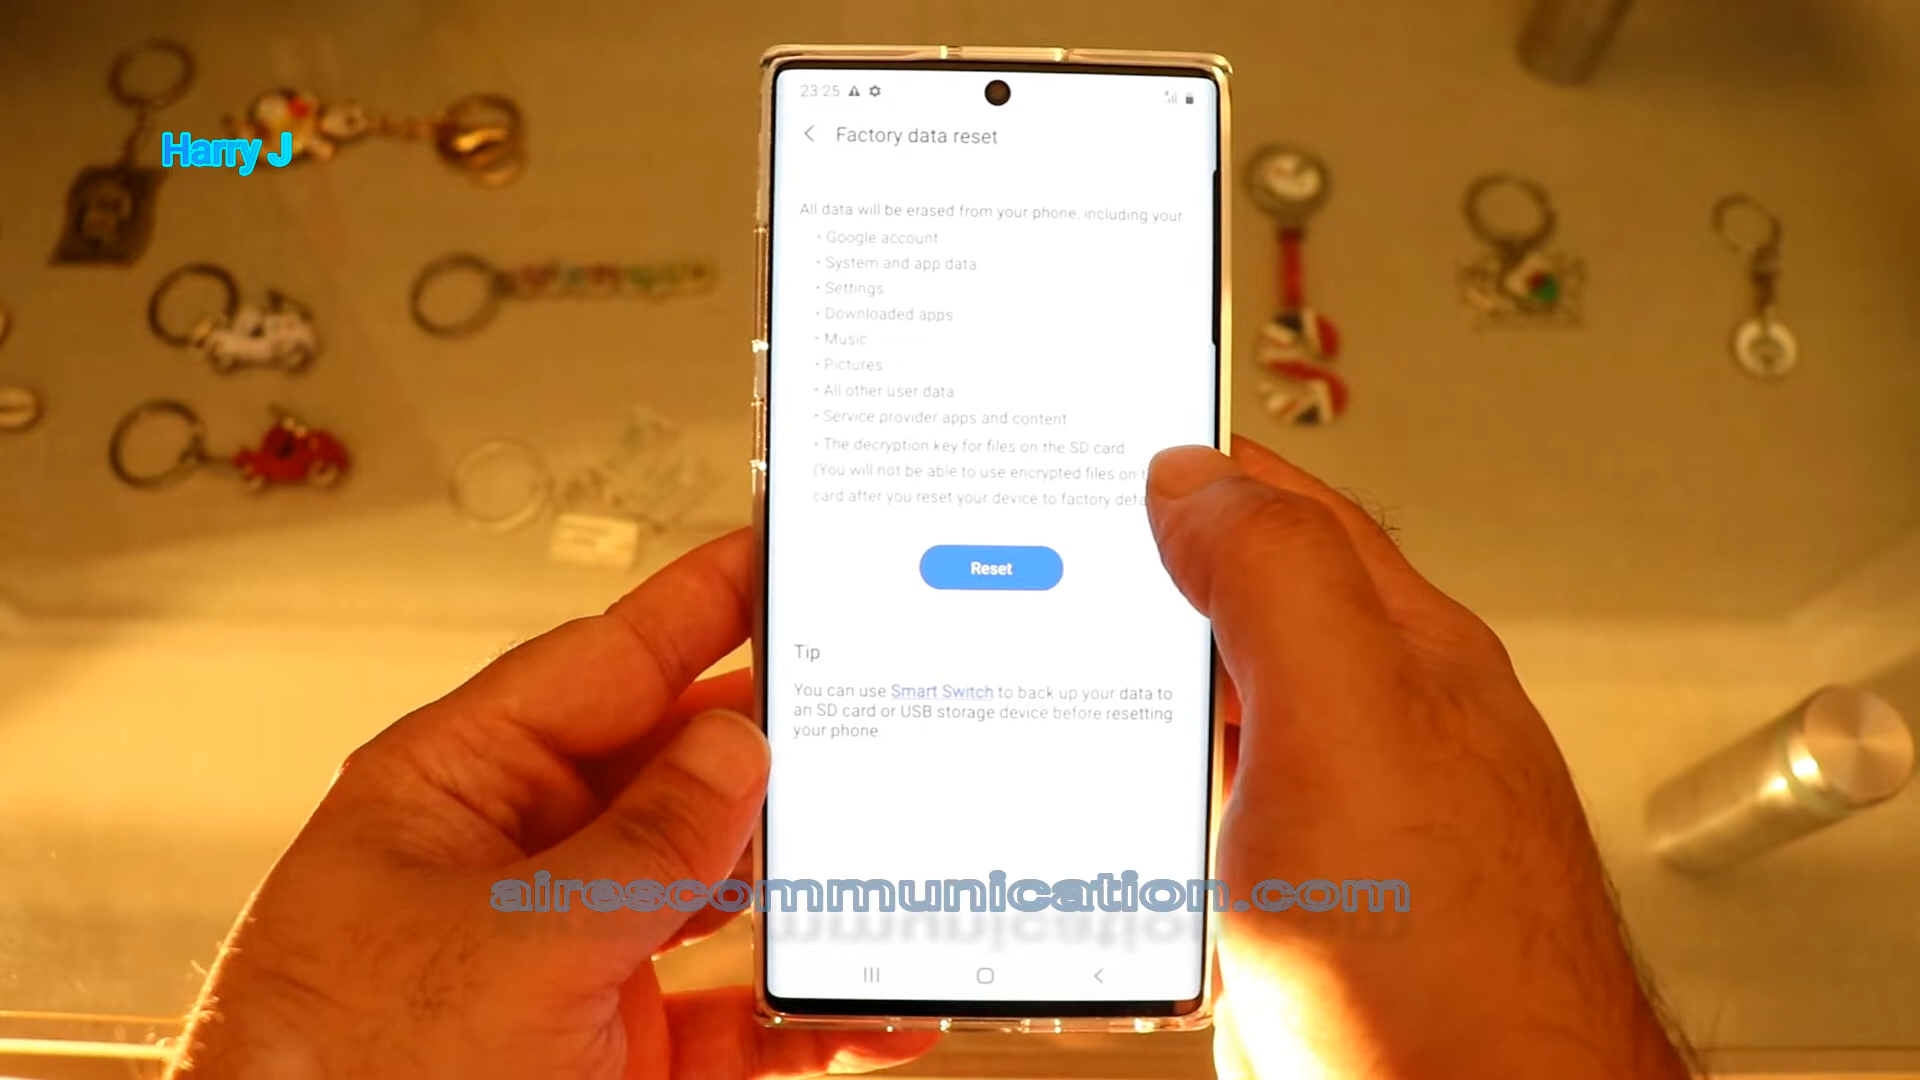 Harry J
23:25
Factory data reset
All data will be erased from your phone, including your
• Google account
• System and app data
• Settings
• Downloaded apps
• Music
• Pictures
• All other user data
• Service provider apps and content
• The decryption key for files on the SD card
(You will not be able to use encrypted files on
card after you reset your device to factory
Reset
Tip
You can use Smart Switch to back up your data to
an SD card or USB storage device before resetting
your phone.
airescommunication.com